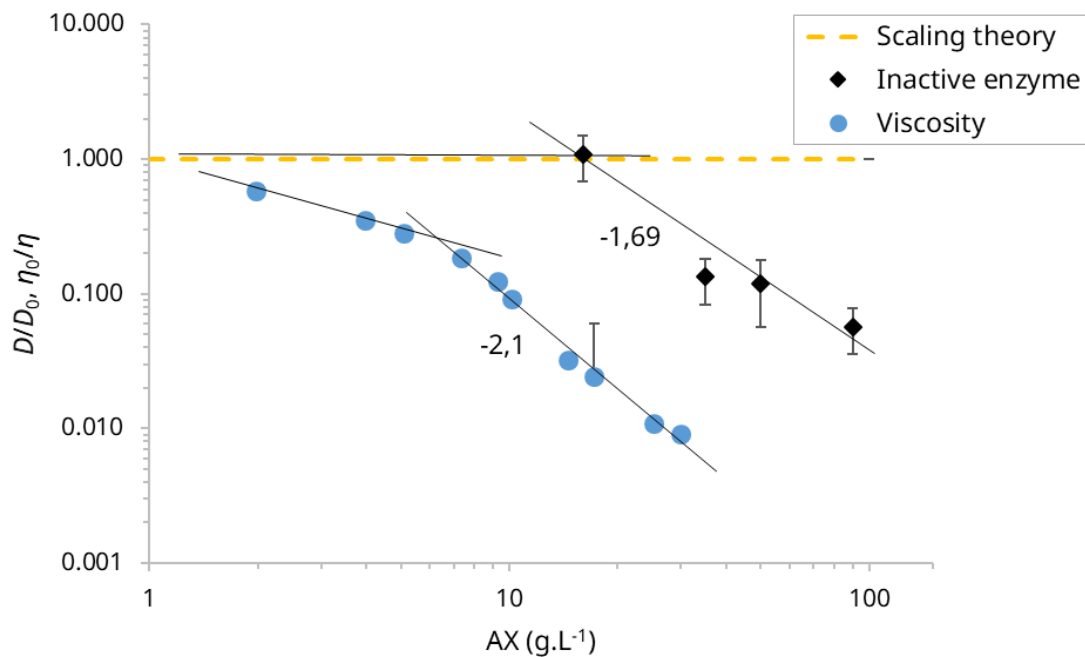 10.000
1.000
0.100
0.010
0.001
D/D₀, η₀/η
Scaling theory
Inactive enzyme
Viscosity
-1,69
-2,1
1
10
100
AX (g.L⁻¹)